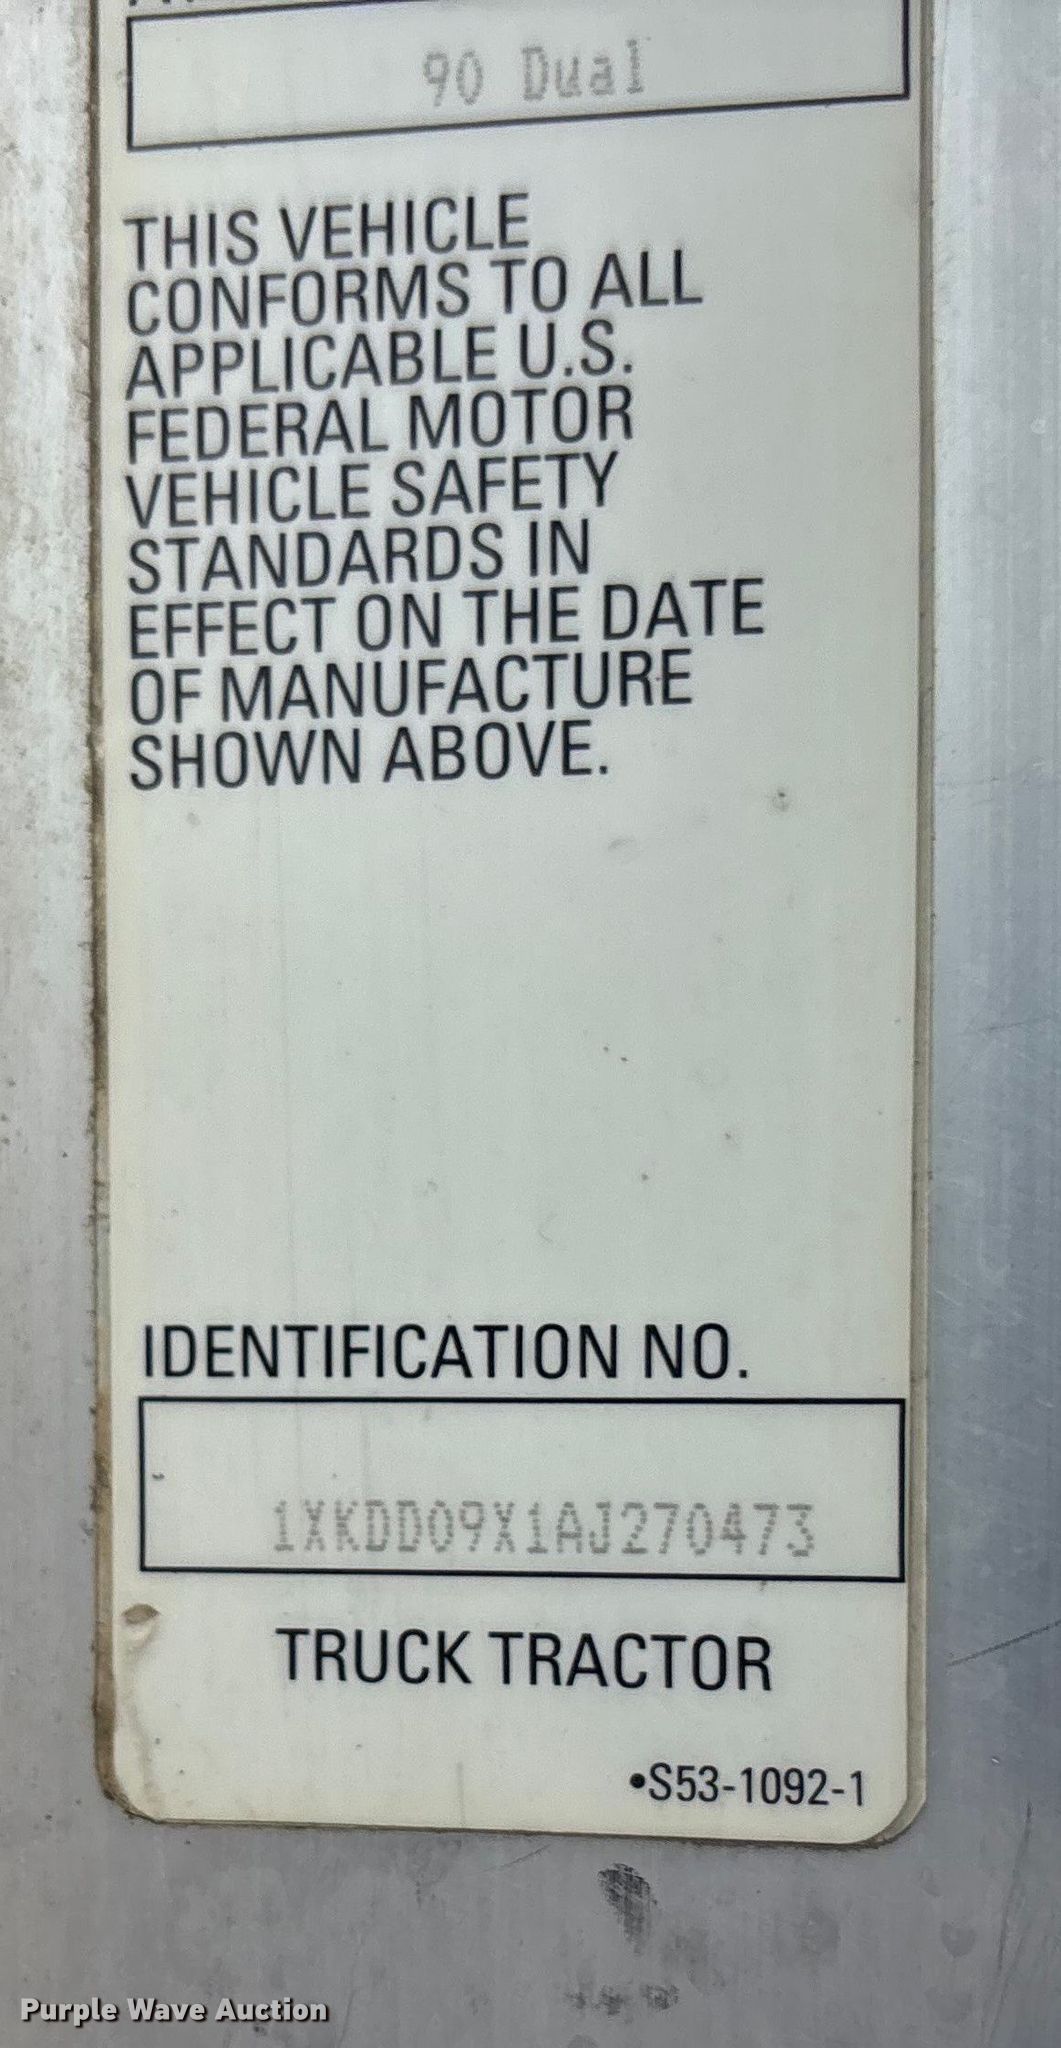 90 Dual
THIS VEHICLE
CONFORMS TO ALL
APPLICABLE U.S.
FEDERAL MOTOR
VEHICLE SAFETY
STANDARDS IN
EFFECT ON THE DATE
OF MANUFACTURE
SHOWN ABOVE.
IDENTIFICATION NO.
1XKDD09X1AJ270473
TRUCK TRACTOR
•S53-1092-1
Purple Wave Auction